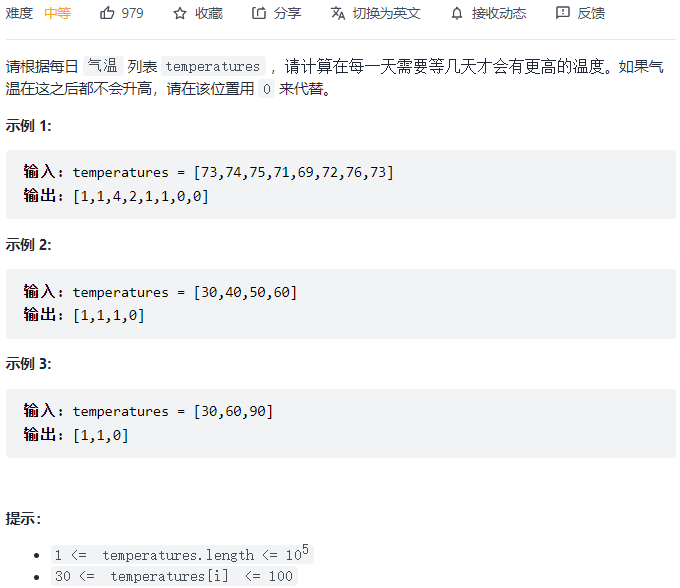 难度 中等 979 收藏 分享 切换为英文 接收动态 反馈
请根据每日 气温 列表 temperatures ，请计算在每一天需要等几天才会有更高的温度。如果气
温在这之后都不会升高，请在该位置用 0 来代替。
示例 1:
输入: temperatures = [73,74,75,71,69,72,76,73]
输出: [1,1,4,2,1,1,0,0]
示例 2:
输入: temperatures = [30,40,50,60]
输出: [1,1,1,0]
示例 3:
输入: temperatures = [30,60,90]
输出: [1,1,0]
提示：
• 1 <= temperatures.length <= 10⁵
• 30 <= temperatures[i] <= 100